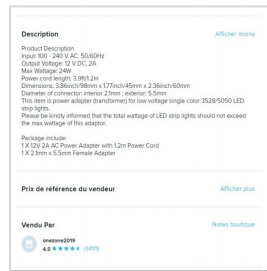 Description Afficher moins
Product Description
Input: 100 - 240 V AC, 50/60Hz
Output Voltage: 12 V DC, 2A
Max Wattage: 24W
Power cord length: 3.9ft/1.2m
Dimensions: 3.86inch/98mm x 1.77inch/45mm x 2.36inch/60mm
Diameter of connector: interior 2.1mm ; exterior: 5.5mm
This item is power adapter (transformer) for low voltage single color 3528/5050 LED
strip lights.
Please be kindly informed that the total wattage of LED strip lights should not exceed
the max wattage of this adaptor.
Package include:
1 X 12V 2A AC Power Adapter with 1.2m Power Cord
1 X 2.1mm x 5.5mm Female Adapter
Prix de référence du vendeur Afficher plus
Vendu Par Notes boutique
onezone2019
4.5 ★★★★★ (3455)